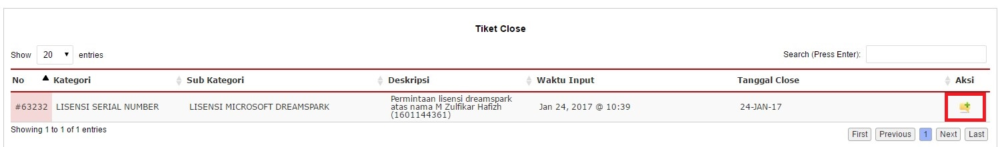 Tiket Close
Show 20 entries
Search (Press Enter):
No Kategori Sub Kategori Deskripsi Waktu Input Tanggal Close Aksi
#63232 LISENSI SERIAL NUMBER LISENSI MICROSOFT DREAMSPARK
Permintaan lisensi dreamspark
atas nama M Zulfikar Hafizh
(1601144361)
Jan 24, 2017 @ 10:39 24-JAN-17
Showing 1 to 1 of 1 entries
First Previous 1 Next Last